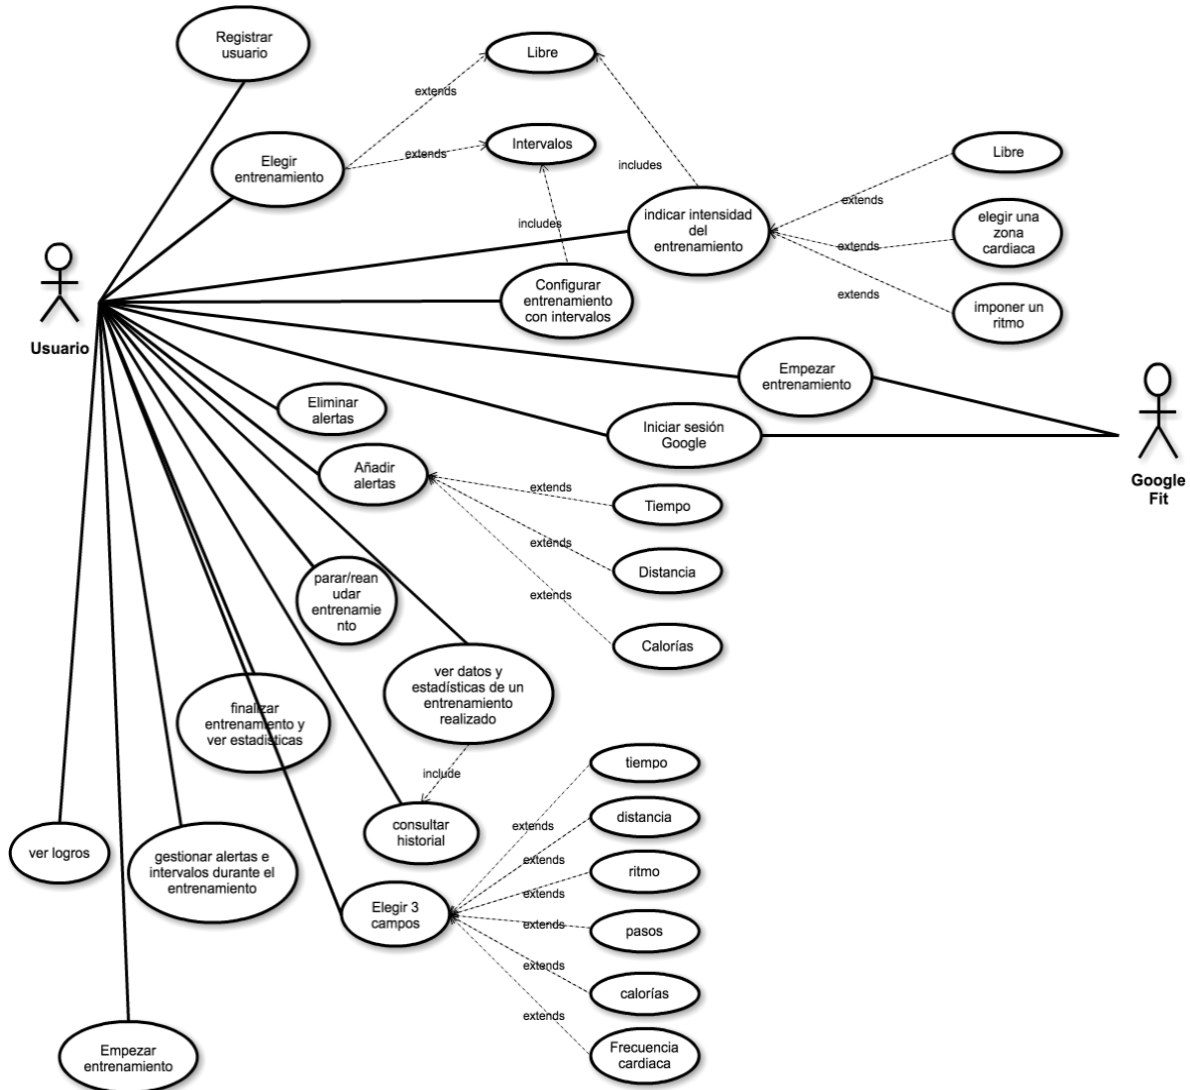 Registrar
usuario
Libre
extends
Elegir
entrenamiento
extends
Intervalos
includes
Libre
extends
indicar intensidad
del
entrenamiento
elegir una
zona
cardiaca
extends
includes
Configurar
entrenamiento
con intervalos
extends
imponer un
ritmo
Usuario
Empezar
entrenamiento
Eliminar
alertas
Iniciar sesión
Google
Google
Fit
Añadir
alertas
extends
Tiempo
extends
Distancia
extends
Calorías
parar/rean
udar
entrenamie
nto
ver datos y
estadísticas de un
entrenamiento
realizado
finalizar
entrenamiento y
ver estadisticas
include
consultar
historial
ver logros
gestionar alertas e
intervalos durante el
entrenamiento
Elegir 3
campos
extends
tiempo
extends
distancia
extends
ritmo
extends
pasos
extends
calorías
extends
Frecuencia
cardiaca
Empezar
entrenamiento